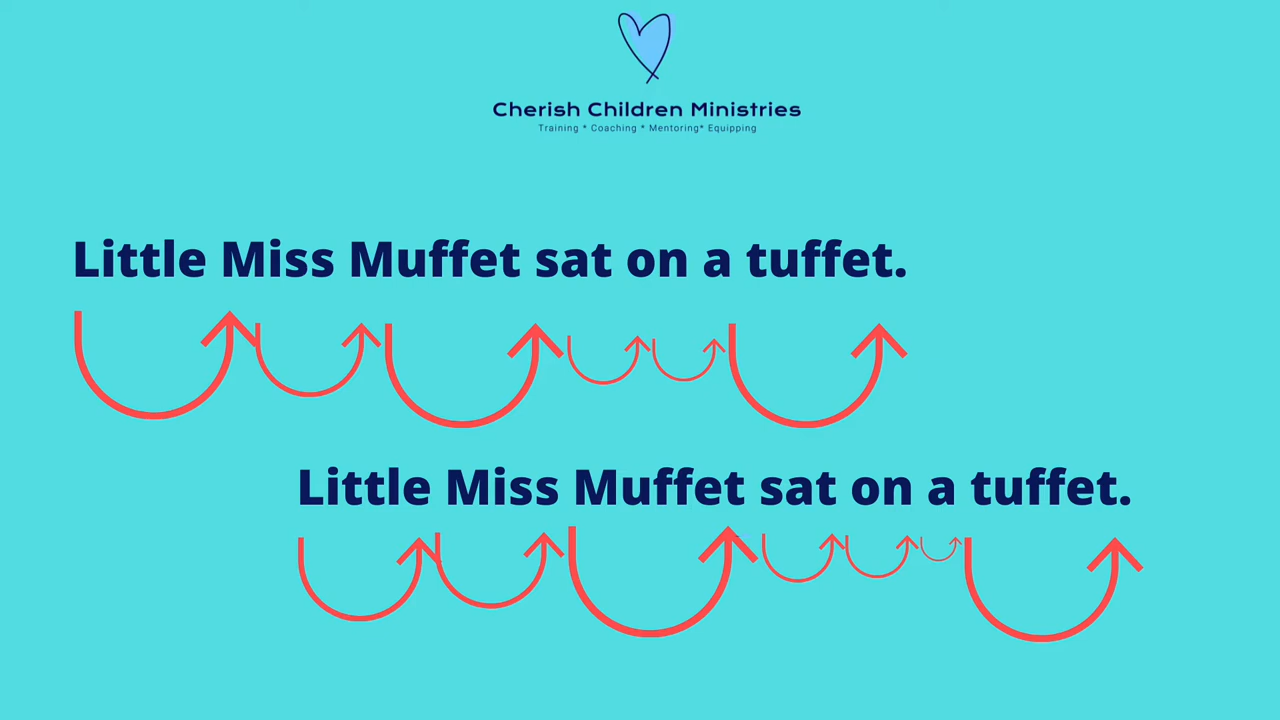 Cherish Children Ministries
Training * Coaching * Mentoring* Equipping
Little Miss Muffet sat on a tuffet.
Little Miss Muffet sat on a tuffet.